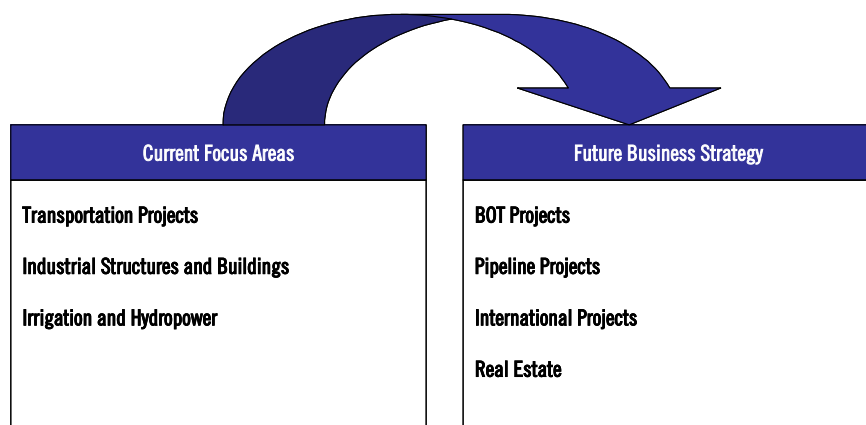 Current Focus Areas
Transportation Projects
Industrial Structures and Buildings
Irrigation and Hydropower
Future Business Strategy
BOT Projects
Pipeline Projects
International Projects
Real Estate